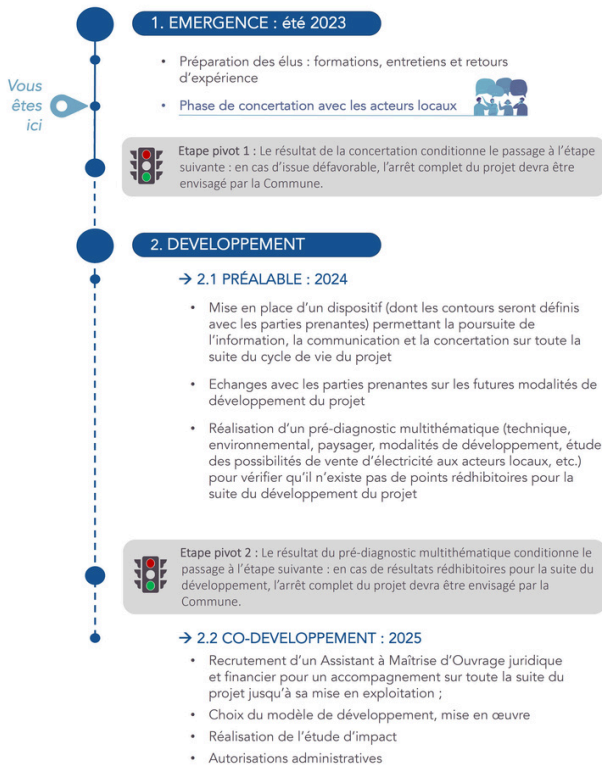 1. EMERGENCE : été 2023
• Préparation des élus : formations, entretiens et retours
d'expérience
Vous
êtes
ici
• Phase de concertation avec les acteurs locaux
Etape pivot 1 : Le résultat de la concertation conditionne le passage à l'étape
suivante : en cas d'issue défavorable, l'arrêt complet du projet devra être
envisagé par la Commune.
2. DEVELOPPEMENT
→ 2.1 PRÉALABLE : 2024
• Mise en place d'un dispositif (dont les contours seront définis
avec les parties prenantes) permettant la poursuite de
l'information, la communication et la concertation sur toute la
suite du cycle de vie du projet
• Echanges avec les parties prenantes sur les futures modalités de
développement du projet
• Réalisation d'un pré-diagnostic multithématique (technique,
environnemental, paysager, modalités de développement, étude
des possibilités de vente d'électricité aux acteurs locaux, etc.)
pour vérifier qu'il n'existe pas de points rédhibitoires pour la
suite du développement du projet
Etape pivot 2 : Le résultat du pré-diagnostic multithématique conditionne le
passage à l'étape suivante : en cas de résultats rédhibitoires pour la suite du
développement, l'arrêt complet du projet devra être envisagé par la
Commune.
→ 2.2 CO-DEVELOPPEMENT : 2025
• Recrutement d'un Assistant à Maîtrise d'Ouvrage juridique
et financier pour un accompagnement sur toute la suite du
projet jusqu'à sa mise en exploitation ;
• Choix du modèle de développement, mise en œuvre
• Réalisation de l'étude d'impact
• Autorisations administratives